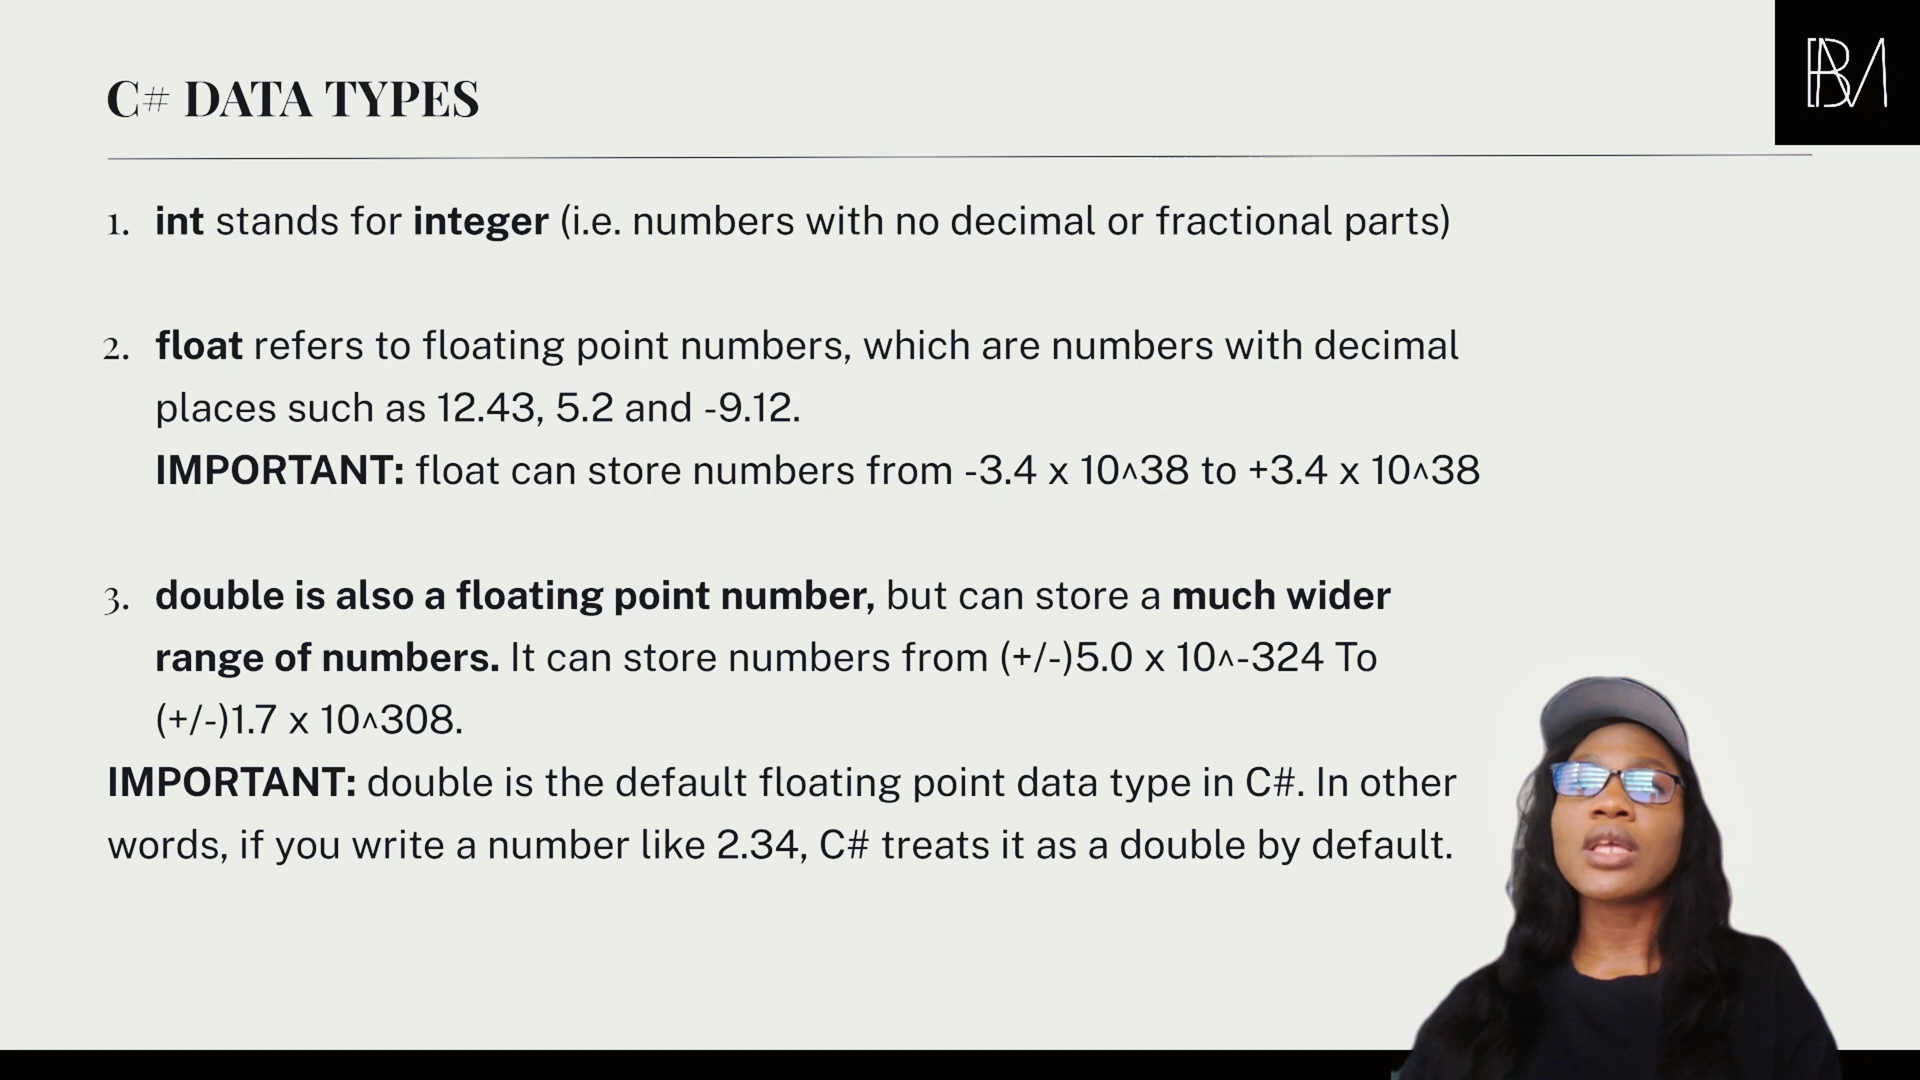 C# DATA TYPES
1. int stands for integer (i.e. numbers with no decimal or fractional parts)
2. float refers to floating point numbers, which are numbers with decimal
places such as 12.43, 5.2 and -9.12.
IMPORTANT: float can store numbers from -3.4 x 10^38 to +3.4 x 10^38
3. double is also a floating point number, but can store a much wider
range of numbers. It can store numbers from (+/-)5.0 x 10^-324 To
(+/-)1.7 x 10^308.
IMPORTANT: double is the default floating point data type in C#. In other
words, if you write a number like 2.34, C# treats it as a double by default.